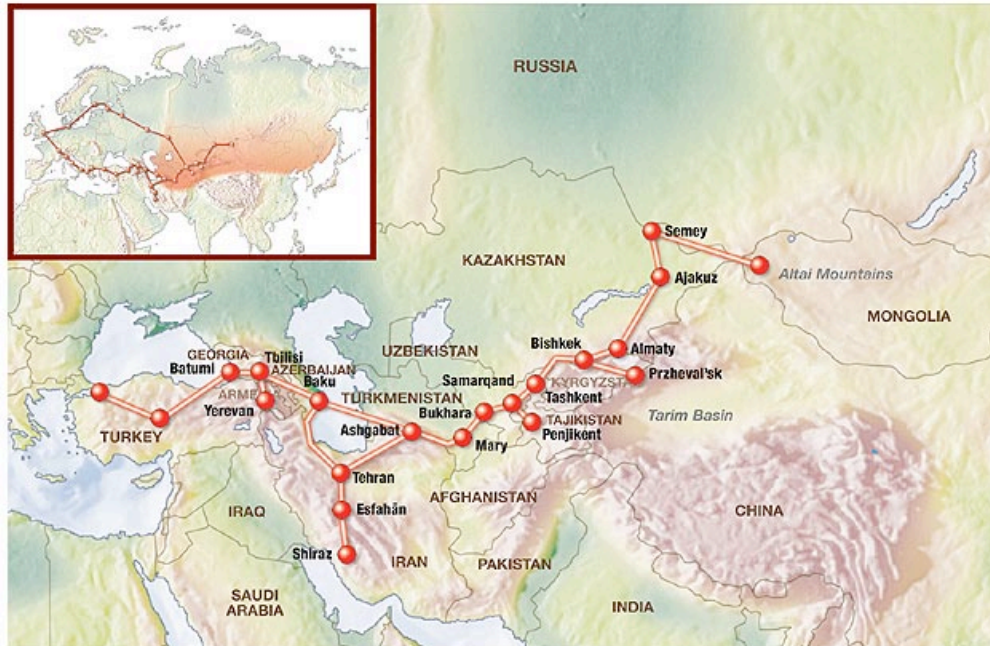 RUSSIA
Semey
KAZAKHSTAN
Ajakuz
Altai Mountains
MONGOLIA
Bishkek
Almaty
UZBEKISTAN
GEORGIA
Tbilisi
Batumi
AZERBAIJAN
Baku
Samarqand
KYRGYZSTA
Przheval'sk
ARME
TURKMENISTAN
Tashkent
Yerevan
Bukhara
TAJIKISTAN
Tarim Basin
TURKEY
Ashgabat
Penjikent
Mary
Tehran
AFGHANISTAN
IRAQ
Esfahān
CHINA
Shiraz
IRAN
PAKISTAN
SAUDI
ARABIA
INDIA